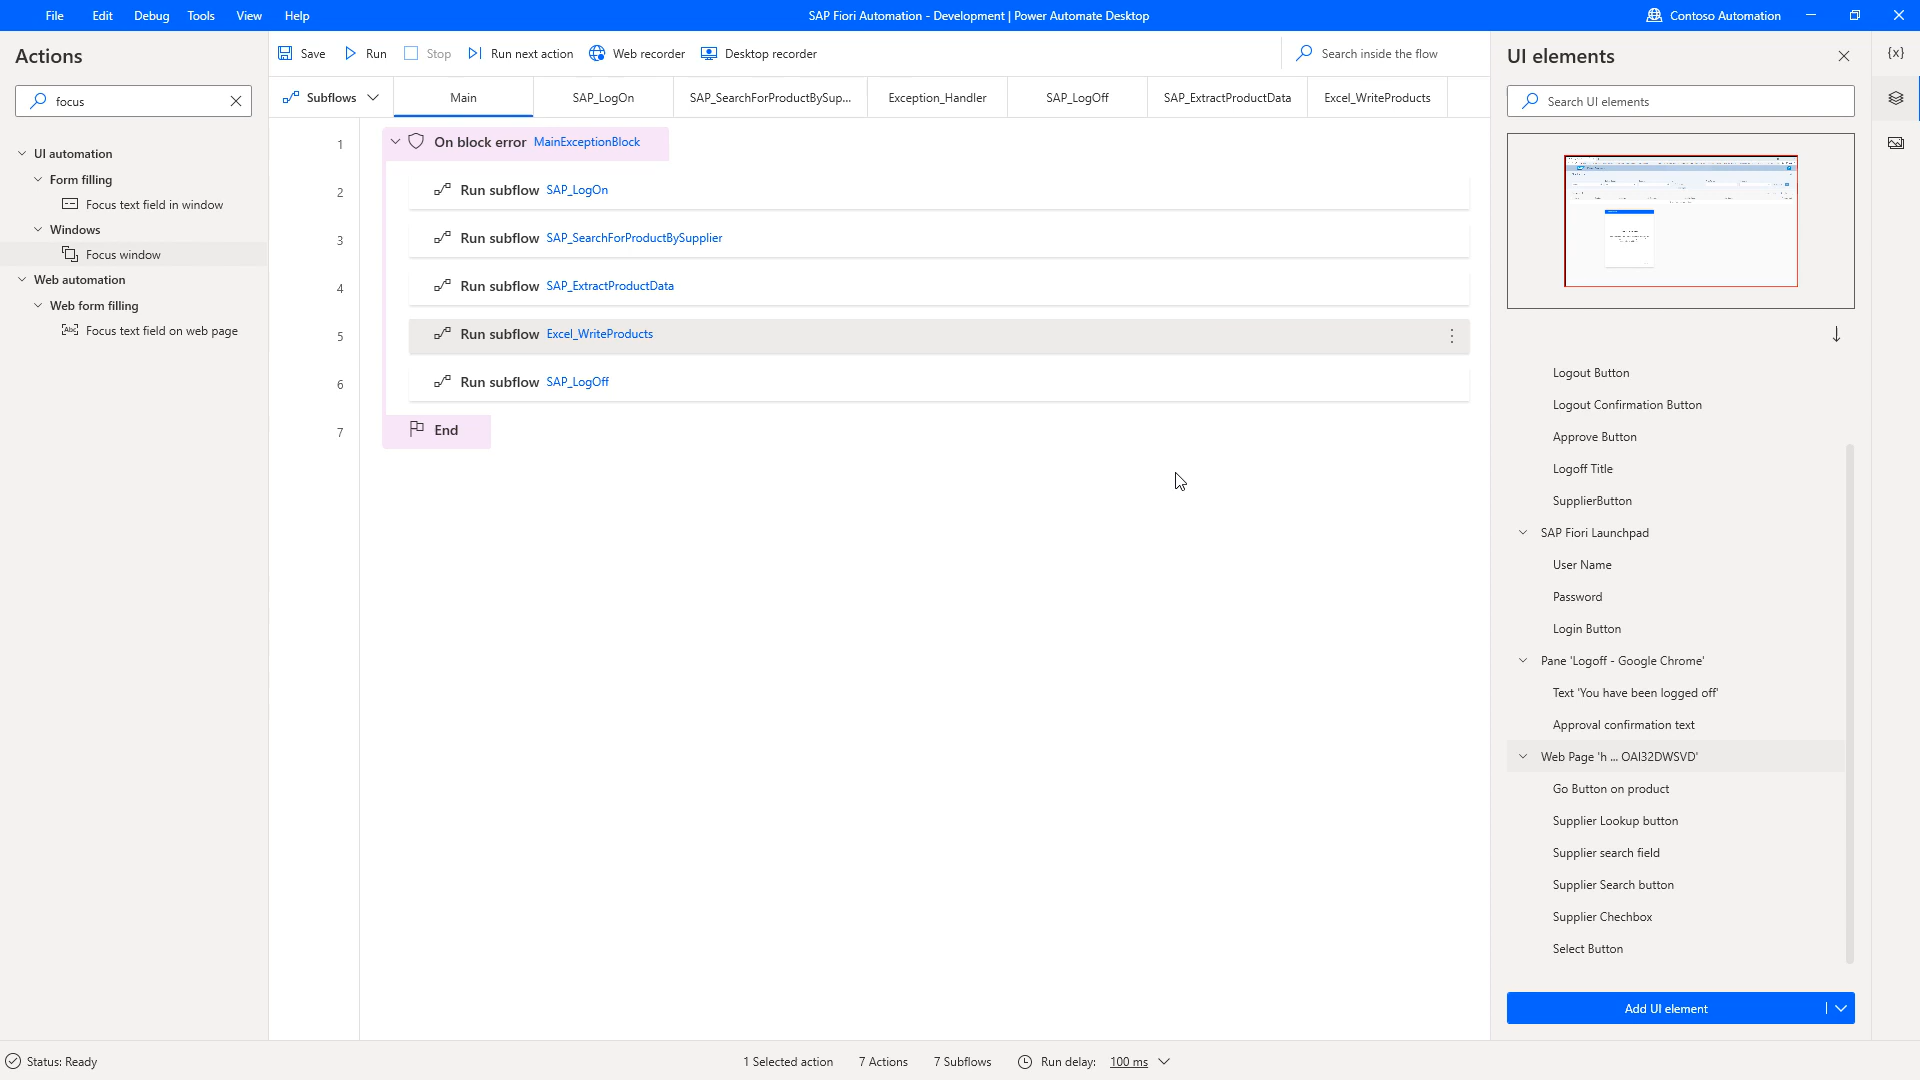 File Edit Debug Tools View Help
SAP Fiori Automation - Development | Power Automate Desktop
Contoso Automation
Actions
focus
UI automation
Form filling
Focus text field in window
Windows
Focus window
Web automation
Web form filling
Focus text field on web page
Save Run Stop Run next action Web recorder Desktop recorder
Search inside the flow
Subflows Main SAP_LogOn SAP_SearchForProductBySup... Exception_Handler SAP_LogOff SAP_ExtractProductData Excel_WriteProducts
1 On block error MainExceptionBlock
2 Run subflow SAP_LogOn
3 Run subflow SAP_SearchForProductBySupplier
4 Run subflow SAP_ExtractProductData
5 Run subflow Excel_WriteProducts
6 Run subflow SAP_LogOff
7 End
UI elements
{x}
Search UI elements
Logout Button
Logout Confirmation Button
Approve Button
Logoff Title
SupplierButton
SAP Fiori Launchpad
User Name
Password
Login Button
Pane 'Logoff - Google Chrome'
Text 'You have been logged off'
Approval confirmation text
Web Page 'h ... OAI32DWSVD'
Go Button on product
Supplier Lookup button
Supplier search field
Supplier Search button
Supplier Chechbox
Select Button
Add UI element
Status: Ready
1 Selected action 7 Actions 7 Subflows Run delay: 100 ms